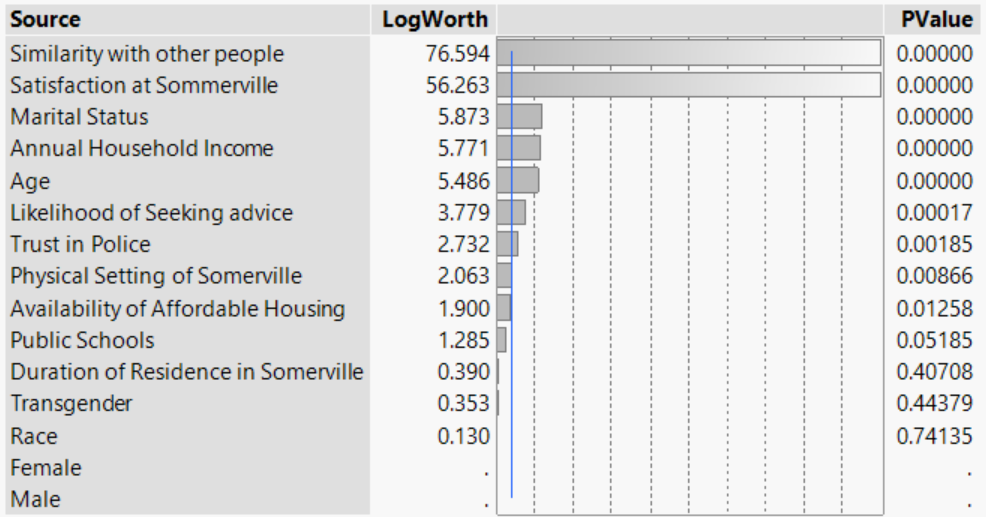 Source LogWorth PValue
Similarity with other people 76.594 0.00000
Satisfaction at Sommerville 56.263 0.00000
Marital Status 5.873 0.00000
Annual Household Income 5.771 0.00000
Age 5.486 0.00000
Likelihood of Seeking advice 3.779 0.00017
Trust in Police 2.732 0.00185
Physical Setting of Somerville 2.063 0.00866
Availability of Affordable Housing 1.900 0.01258
Public Schools 1.285 0.05185
Duration of Residence in Somerville 0.390 0.40708
Transgender 0.353 0.44379
Race 0.130 0.74135
Female . .
Male . .